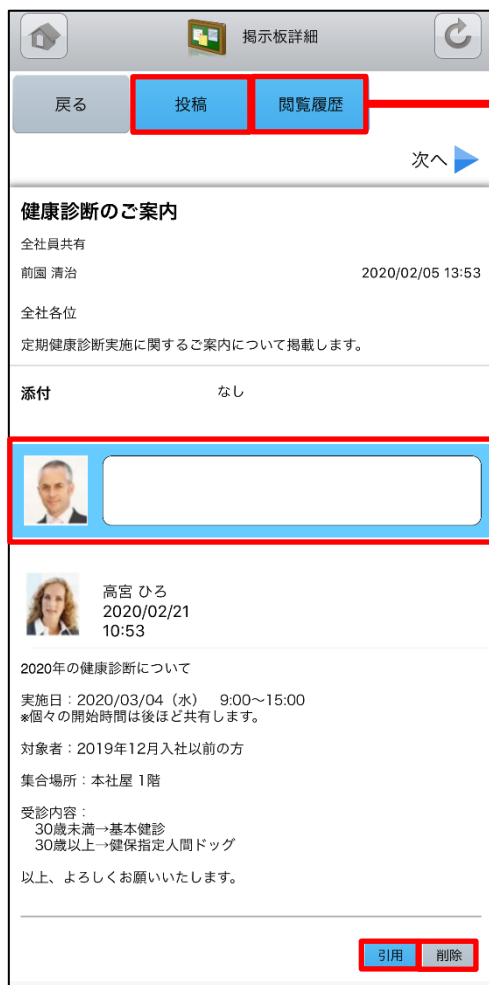 掲示板詳細
戻る
投稿
閲覧履歴
次へ
健康診断のご案内
全社員共有
前園 清治 2020/02/05 13:53
全社各位
定期健康診断実施に関するご案内について掲載します。
添付 なし
高宮 ひろ
2020/02/21
10:53
2020年の健康診断について
実施日：2020/03/04（水） 9:00～15:00
*個々の開始時間は後ほど共有します。
対象者：2019年12月入社以前の方
集合場所：本社屋 1階
受診内容：
30歳未満→基本健診
30歳以上→健保指定人間ドッグ
以上、よろしくお願いいたします。
引用
削除